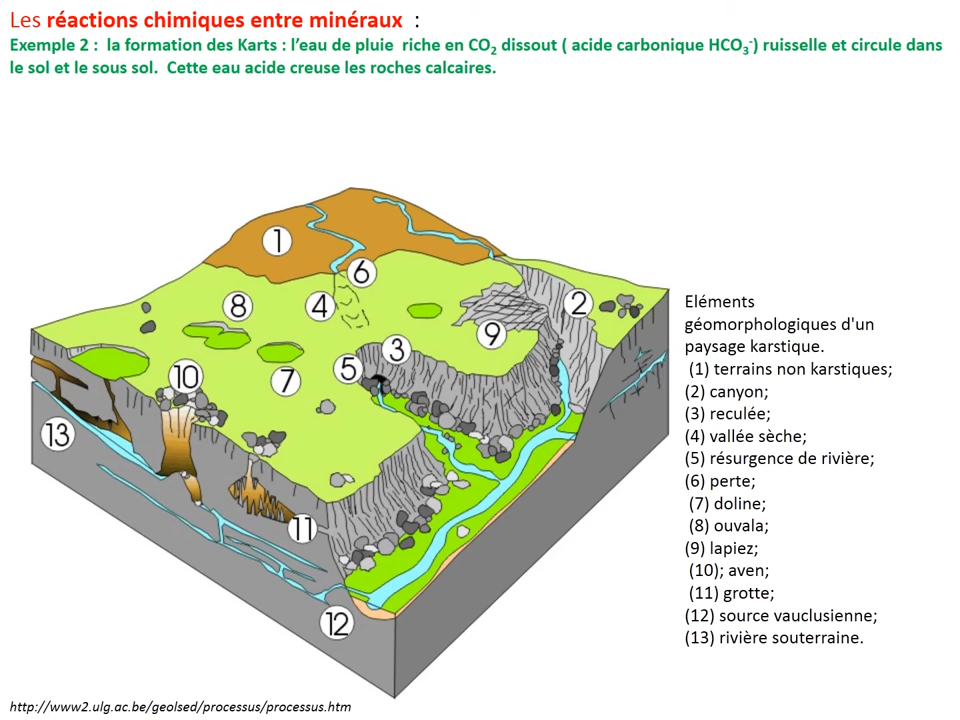 Les réactions chimiques entre minéraux :
Exemple 2 : la formation des Karts : l'eau de pluie riche en CO₂ dissout ( acide carbonique HCO₃⁻) ruisselle et circule dans
le sol et le sous sol. Cette eau acide creuse les roches calcaires.
1
6
8
4
2
9
3
5
7
10
13
11
12
Eléments
géomorphologiques d'un
paysage karstique.
(1) terrains non karstiques;
(2) canyon;
(3) reculée;
(4) vallée sèche;
(5) résurgence de rivière;
(6) perte;
(7) doline;
(8) ouvala;
(9) lapiez;
(10); aven;
(11) grotte;
(12) source vauclusienne;
(13) rivière souterraine.
http://www2.ulg.ac.be/geolsed/processus/processus.htm